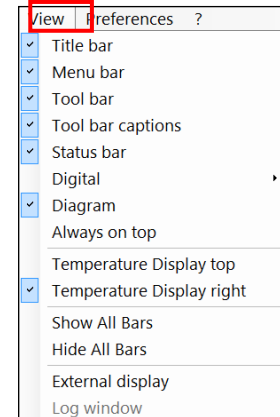 View Preferences ?
Title bar
Menu bar
Tool bar
Tool bar captions
Status bar
Digital
Diagram
Always on top
Temperature Display top
Temperature Display right
Show All Bars
Hide All Bars
External display
Log window